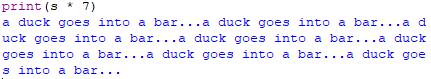 print(s * 7)
a duck goes into a bar...a duck goes into a bar...a d
uck goes into a bar...a duck goes into a bar...a duck
goes into a bar...a duck goes into a bar...a duck goe
s into a bar...